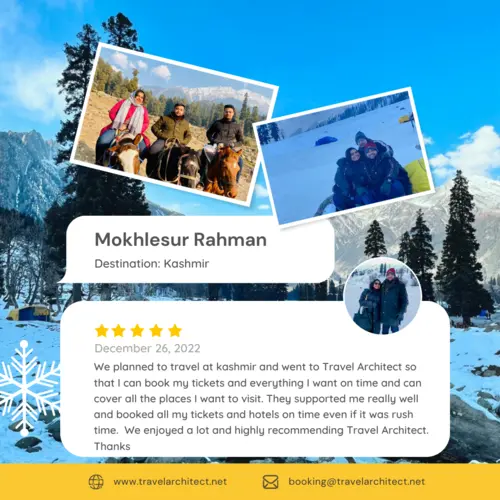 Mokhlesur Rahman
Destination: Kashmir
December 26, 2022
We planned to travel at kashmir and went to Travel Architect so
that I can book my tickets and everything I want on time and can
cover all the places I want to visit. They supported me really well
and booked all my tickets and hotels on time even if it was rush
time. We enjoyed a lot and highly recommending Travel Architect.
Thanks
www.travelarchitect.net
booking@travelarchitect.net